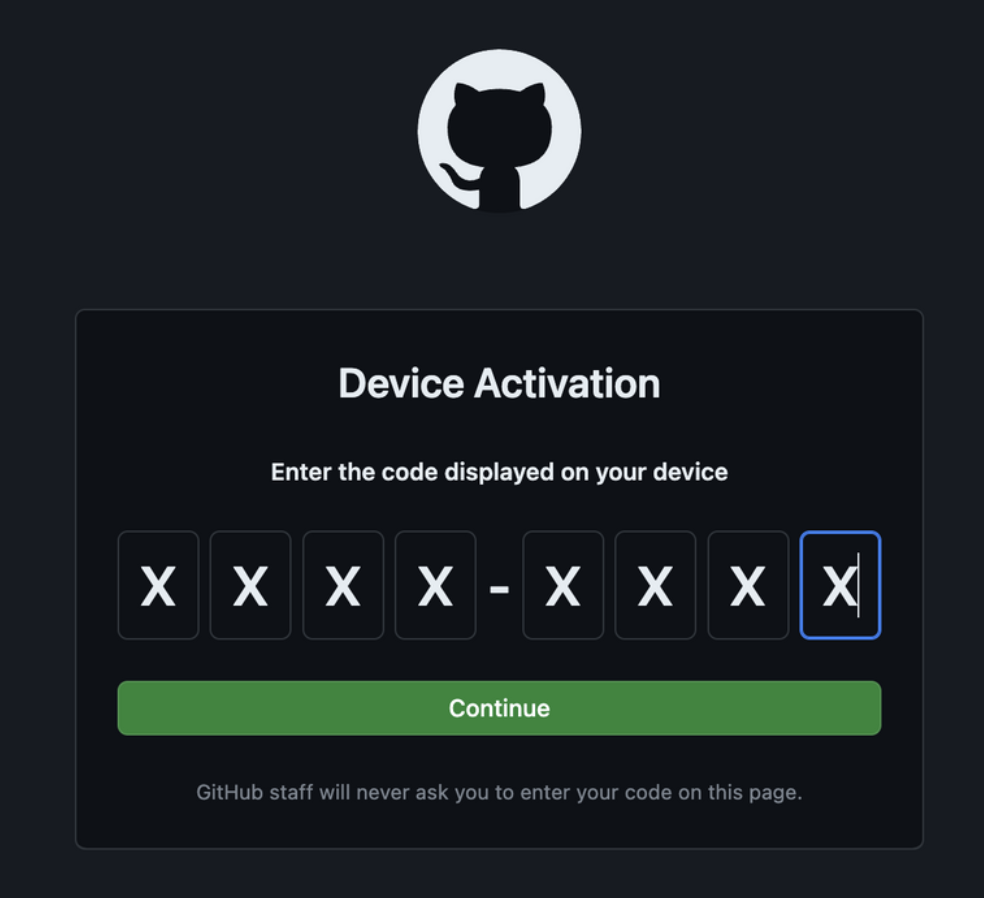 Device Activation
Enter the code displayed on your device
X X X X - X X X X
Continue
GitHub staff will never ask you to enter your code on this page.